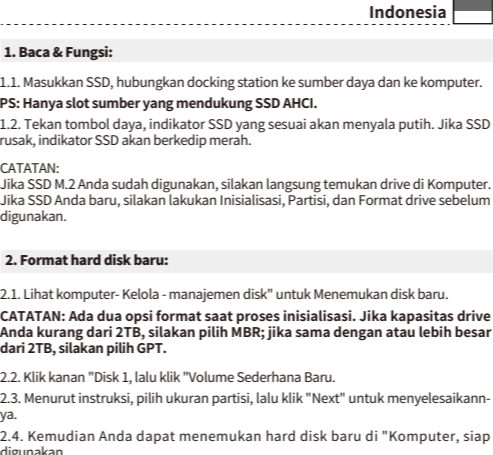 Indonesia
1. Baca & Fungsi:
1.1. Masukkan SSD, hubungkan docking station ke sumber daya dan ke komputer.
PS: Hanya slot sumber yang mendukung SSD AHCI.
1.2. Tekan tombol daya, indikator SSD yang sesuai akan menyala putih. Jika SSD
rusak, indikator SSD akan berkedip merah.
CATATAN:
Jika SSD M.2 Anda sudah digunakan, silakan langsung temukan drive di Komputer.
Jika SSD Anda baru, silakan lakukan Inisialisasi, Partisi, dan Format drive sebelum
digunakan.
2. Format hard disk baru:
2.1. Lihat komputer- Kelola - manajemen disk" untuk Menemukan disk baru.
CATATAN: Ada dua opsi format saat proses inisialisasi. Jika kapasitas drive
Anda kurang dari 2TB, silakan pilih MBR; jika sama dengan atau lebih besar
dari 2TB, silakan pilih GPT.
2.2. Klik kanan "Disk 1, lalu klik "Volume Sederhana Baru.
2.3. Menurut instruksi, pilih ukuran partisi, lalu klik "Next" untuk menyelesaikann-
ya.
2.4. Kemudian Anda dapat menemukan hard disk baru di "Komputer, siap
digunakan